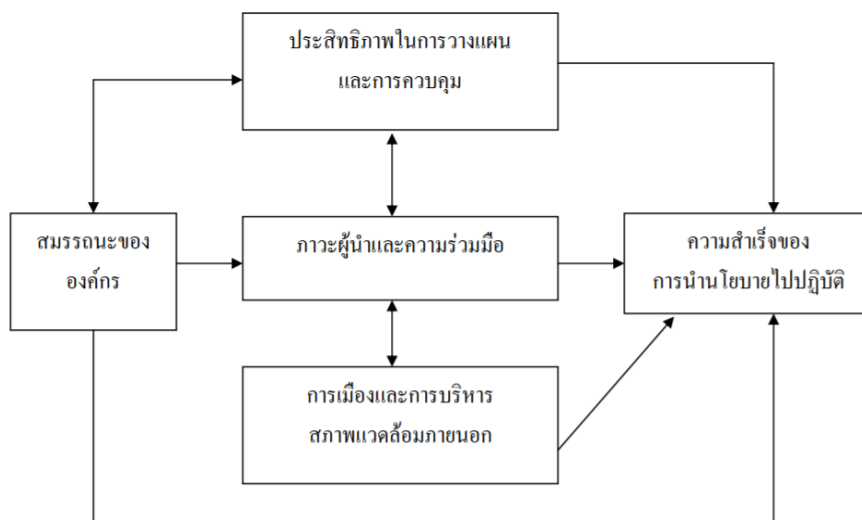 ประสิทธิภาพในการวางแผน
และการควบคุม
สมรรถนะของ
องค์กร
ภาวะผู้นำและความร่วมมือ
ความสำเร็จของ
การนำนโยบายไปปฏิบัติ
การเมืองและการบริหาร
สภาพแวดล้อมภายนอก